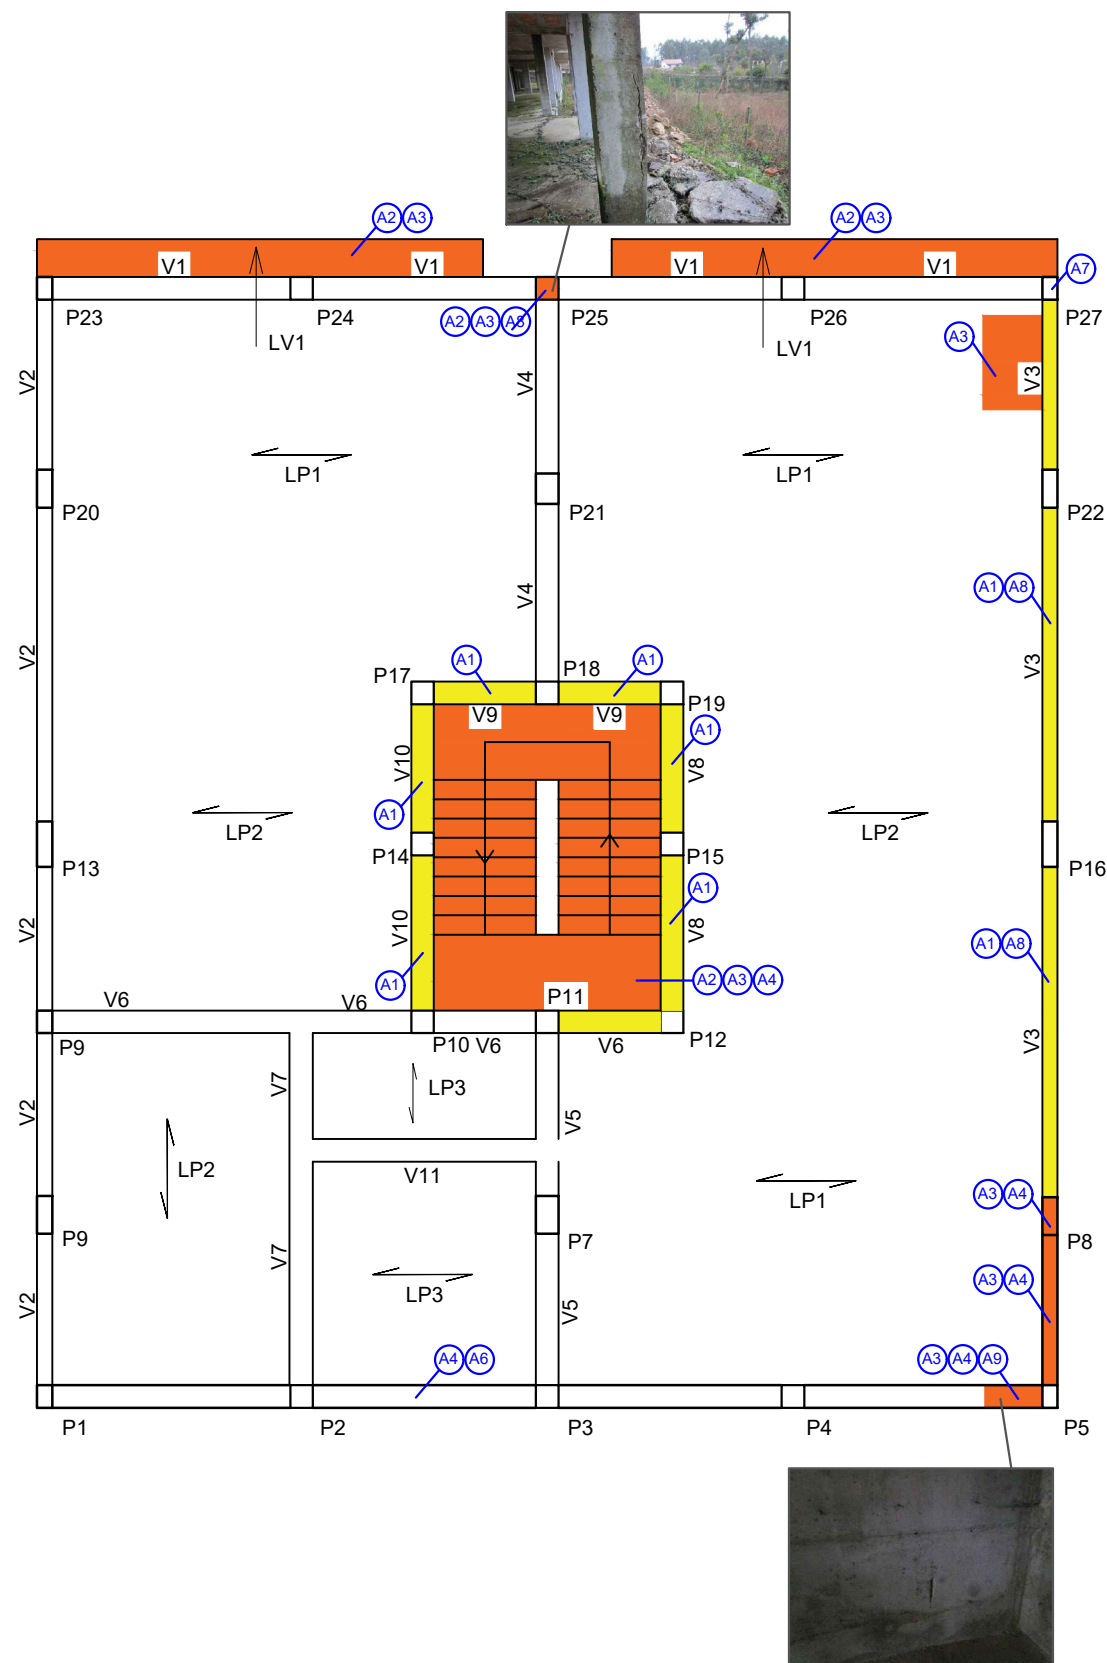 A2 A3
A2 A3
V1 V1 V1 V1
A7
P23 P24 A2 A3 A8 P25 P26 P27
LV1 LV1 A3
V2 V4 V3
LP1 LP1
P20 P21 P22
V4 A1 A8
V2 V3
P17 A1 P18 A1
P19
V9 V9
A1
V10 V8
A1
LP2 LP2
P14 P15
P13 P16
A1
V2 V10 V8
A1 A8
A1 A2 A3 A4
V6 V6 P11
V3
P9 P10 V6 V6 P12
V7 LP3
V2 V5
LP2 V11
A3 A4
LP1
P9 P7 P8
V7 LP3 A3 A4
V2 V5
A4 A6 A3 A4 A9
P1 P2 P3 P4 P5